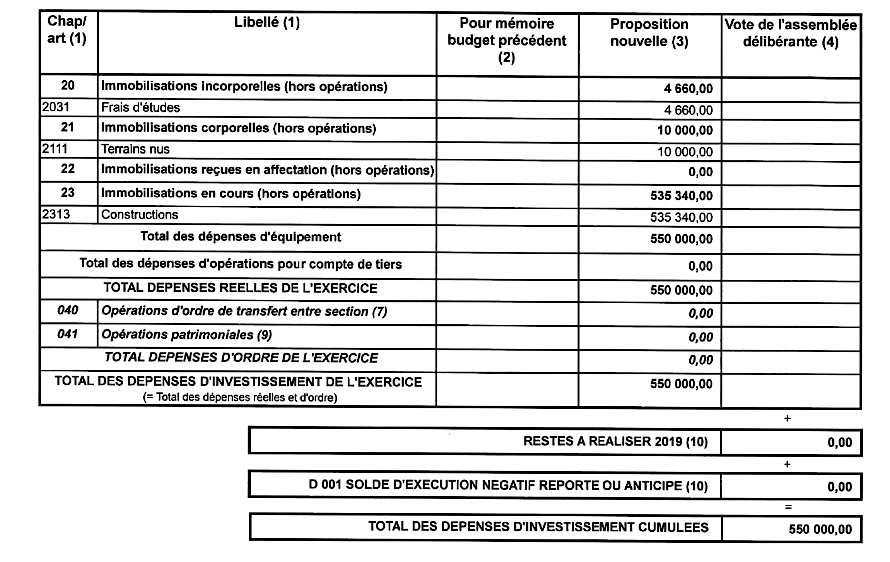 Chap/ art (1) Libellé (1) Pour mémoire budget précédent (2) Proposition nouvelle (3) Vote de l'assemblée délibérante (4)
20 Immobilisations incorporelles (hors opérations) 4 660,00
2031 Frais d'études 4 660,00
21 Immobilisations corporelles (hors opérations) 10 000,00
2111 Terrains nus 10 000,00
22 Immobilisations reçues en affectation (hors opérations) 0,00
23 Immobilisations en cours (hors opérations) 535 340,00
2313 Constructions 535 340,00
Total des dépenses d'équipement 550 000,00
Total des dépenses d'opérations pour compte de tiers 0,00
TOTAL DEPENSES REELLES DE L'EXERCICE 550 000,00
040 Opérations d'ordre de transfert entre section (7) 0,00
041 Opérations patrimoniales (9) 0,00
TOTAL DEPENSES D'ORDRE DE L'EXERCICE 0,00
TOTAL DES DEPENSES D'INVESTISSEMENT DE L'EXERCICE 550 000,00
(= Total des dépenses réelles et d'ordre)
+
RESTES A REALISER 2019 (10) 0,00
+
D 001 SOLDE D'EXECUTION NEGATIF REPORTE OU ANTICIPE (10) 0,00
=
TOTAL DES DEPENSES D'INVESTISSEMENT CUMULEES 550 000,00